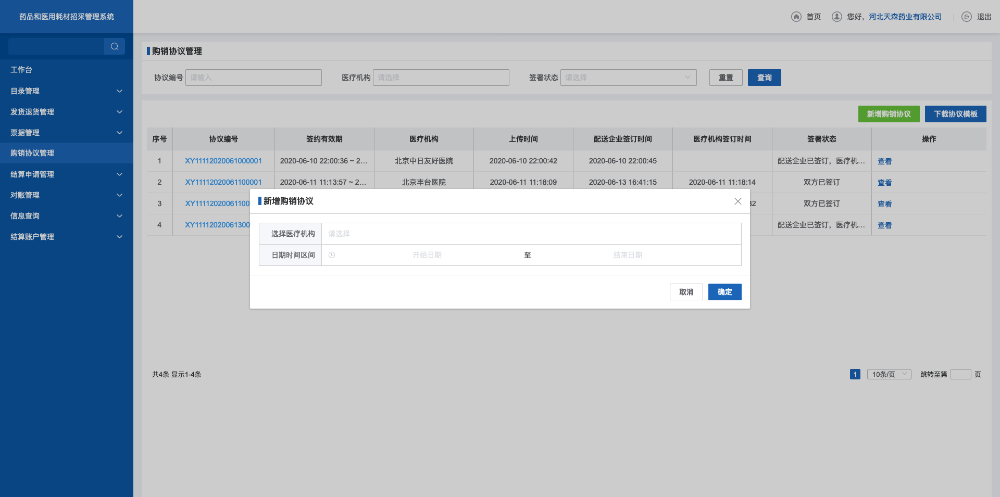 药品和医用耗材招采管理系统
首页 您好，河北天森药业有限公司 退出
工作台
目录管理
发货退货管理
票据管理
购销协议管理
结算申请管理
对账管理
信息查询
结算账户管理
购销协议管理
协议编号 请输入 医疗机构 请选择 签署状态 请选择 重置 查询
新增购销协议 下载协议模板
序号 协议编号 签约有效期 医疗机构 上传时间 配送企业签订时间 医疗机构签订时间 签署状态 操作
1 XY11112020061000001 2020-06-10 22:00:36 ~ 2... 北京中日友好医院 2020-06-10 22:00:42 2020-06-10 22:00:45 配送企业已签订，医疗机... 查看
2 XY11112020061100001 2020-06-11 11:13:57 ~ 2... 北京丰台医院 2020-06-11 11:18:09 2020-06-13 16:41:15 2020-06-11 11:18:14 双方已签订 查看
3 XY1111202006110 32 双方已签订 查看
4 XY11112020061300 配送企业已签订，医疗机... 查看
新增购销协议
选择医疗机构 请选择
日期时间区间 开始日期 至 结束日期
取消 确定
共4条 显示1-4条 1 10条/页 跳转至第 页